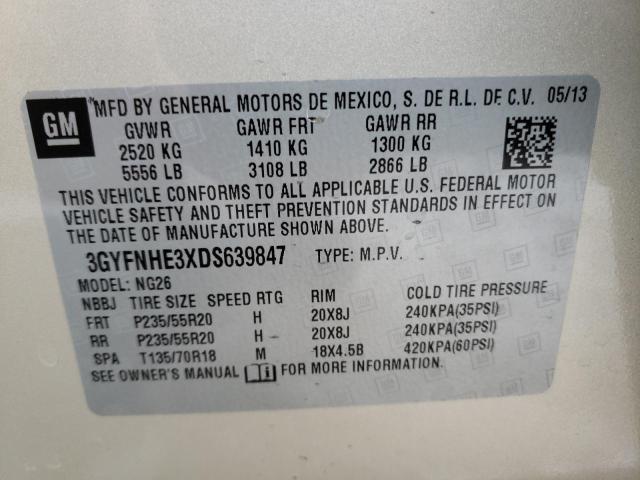 GM
MFD BY GENERAL MOTORS DE MEXICO, S. DE R.L. DE C.V. 05/13
GVWR GAWR FRT GAWR RR
2520 KG 1410 KG 1300 KG
5556 LB 3108 LB 2866 LB
THIS VEHICLE CONFORMS TO ALL APPLICABLE U.S. FEDERAL MOTOR
VEHICLE SAFETY AND THEFT PREVENTION STANDARDS IN EFFECT ON
THE DATE OF MANUFACTURE SHOWN ABOVE.
3GYFNHE3XDS639847 TYPE: M.P.V.
MODEL: NG26
NBBJ TIRE SIZE SPEED RTG RIM COLD TIRE PRESSURE
FRT P235/55R20 H 20X8J 240KPA(35PSI)
RR P235/55R20 H 20X8J 240KPA(35PSI)
SPA T135/70R18 M 18X4.5B 420KPA(60PSI)
SEE OWNER'S MANUAL FOR MORE INFORMATION.